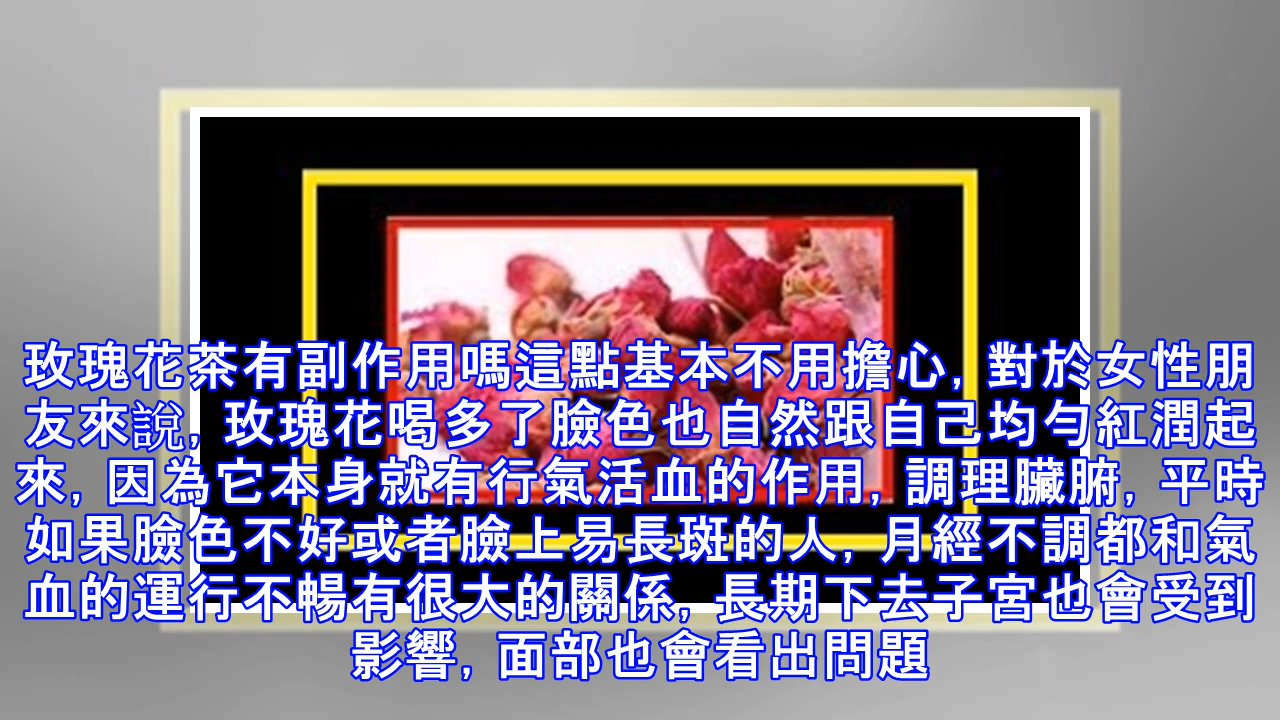 玫瑰花茶有副作用嗎這點基本不用擔心, 對於女性朋
友來說, 玫瑰花喝多了臉色也自然跟自己均勻紅潤起
來, 因為它本身就有行氣活血的作用, 調理臟腑, 平時
如果臉色不好或者臉上易長斑的人, 月經不調都和氣
血的運行不暢有很大的關係, 長期下去子宮也會受到
影響, 面部也會看出問題